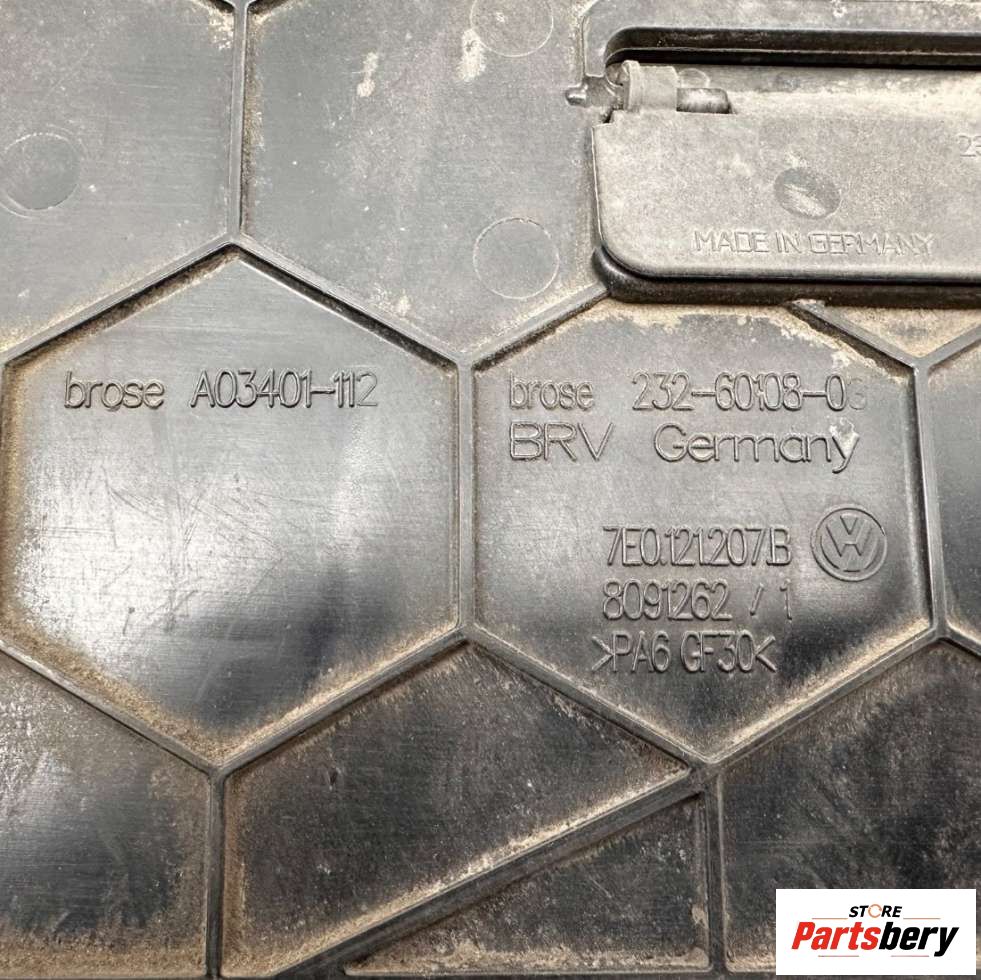 MADE IN GERMANY
brose A03401-112
brose 232-60108-
BRV Germany
7E0.121.207.B
8091262 / 1
>PA6 GF30<
STORE
Partsbery